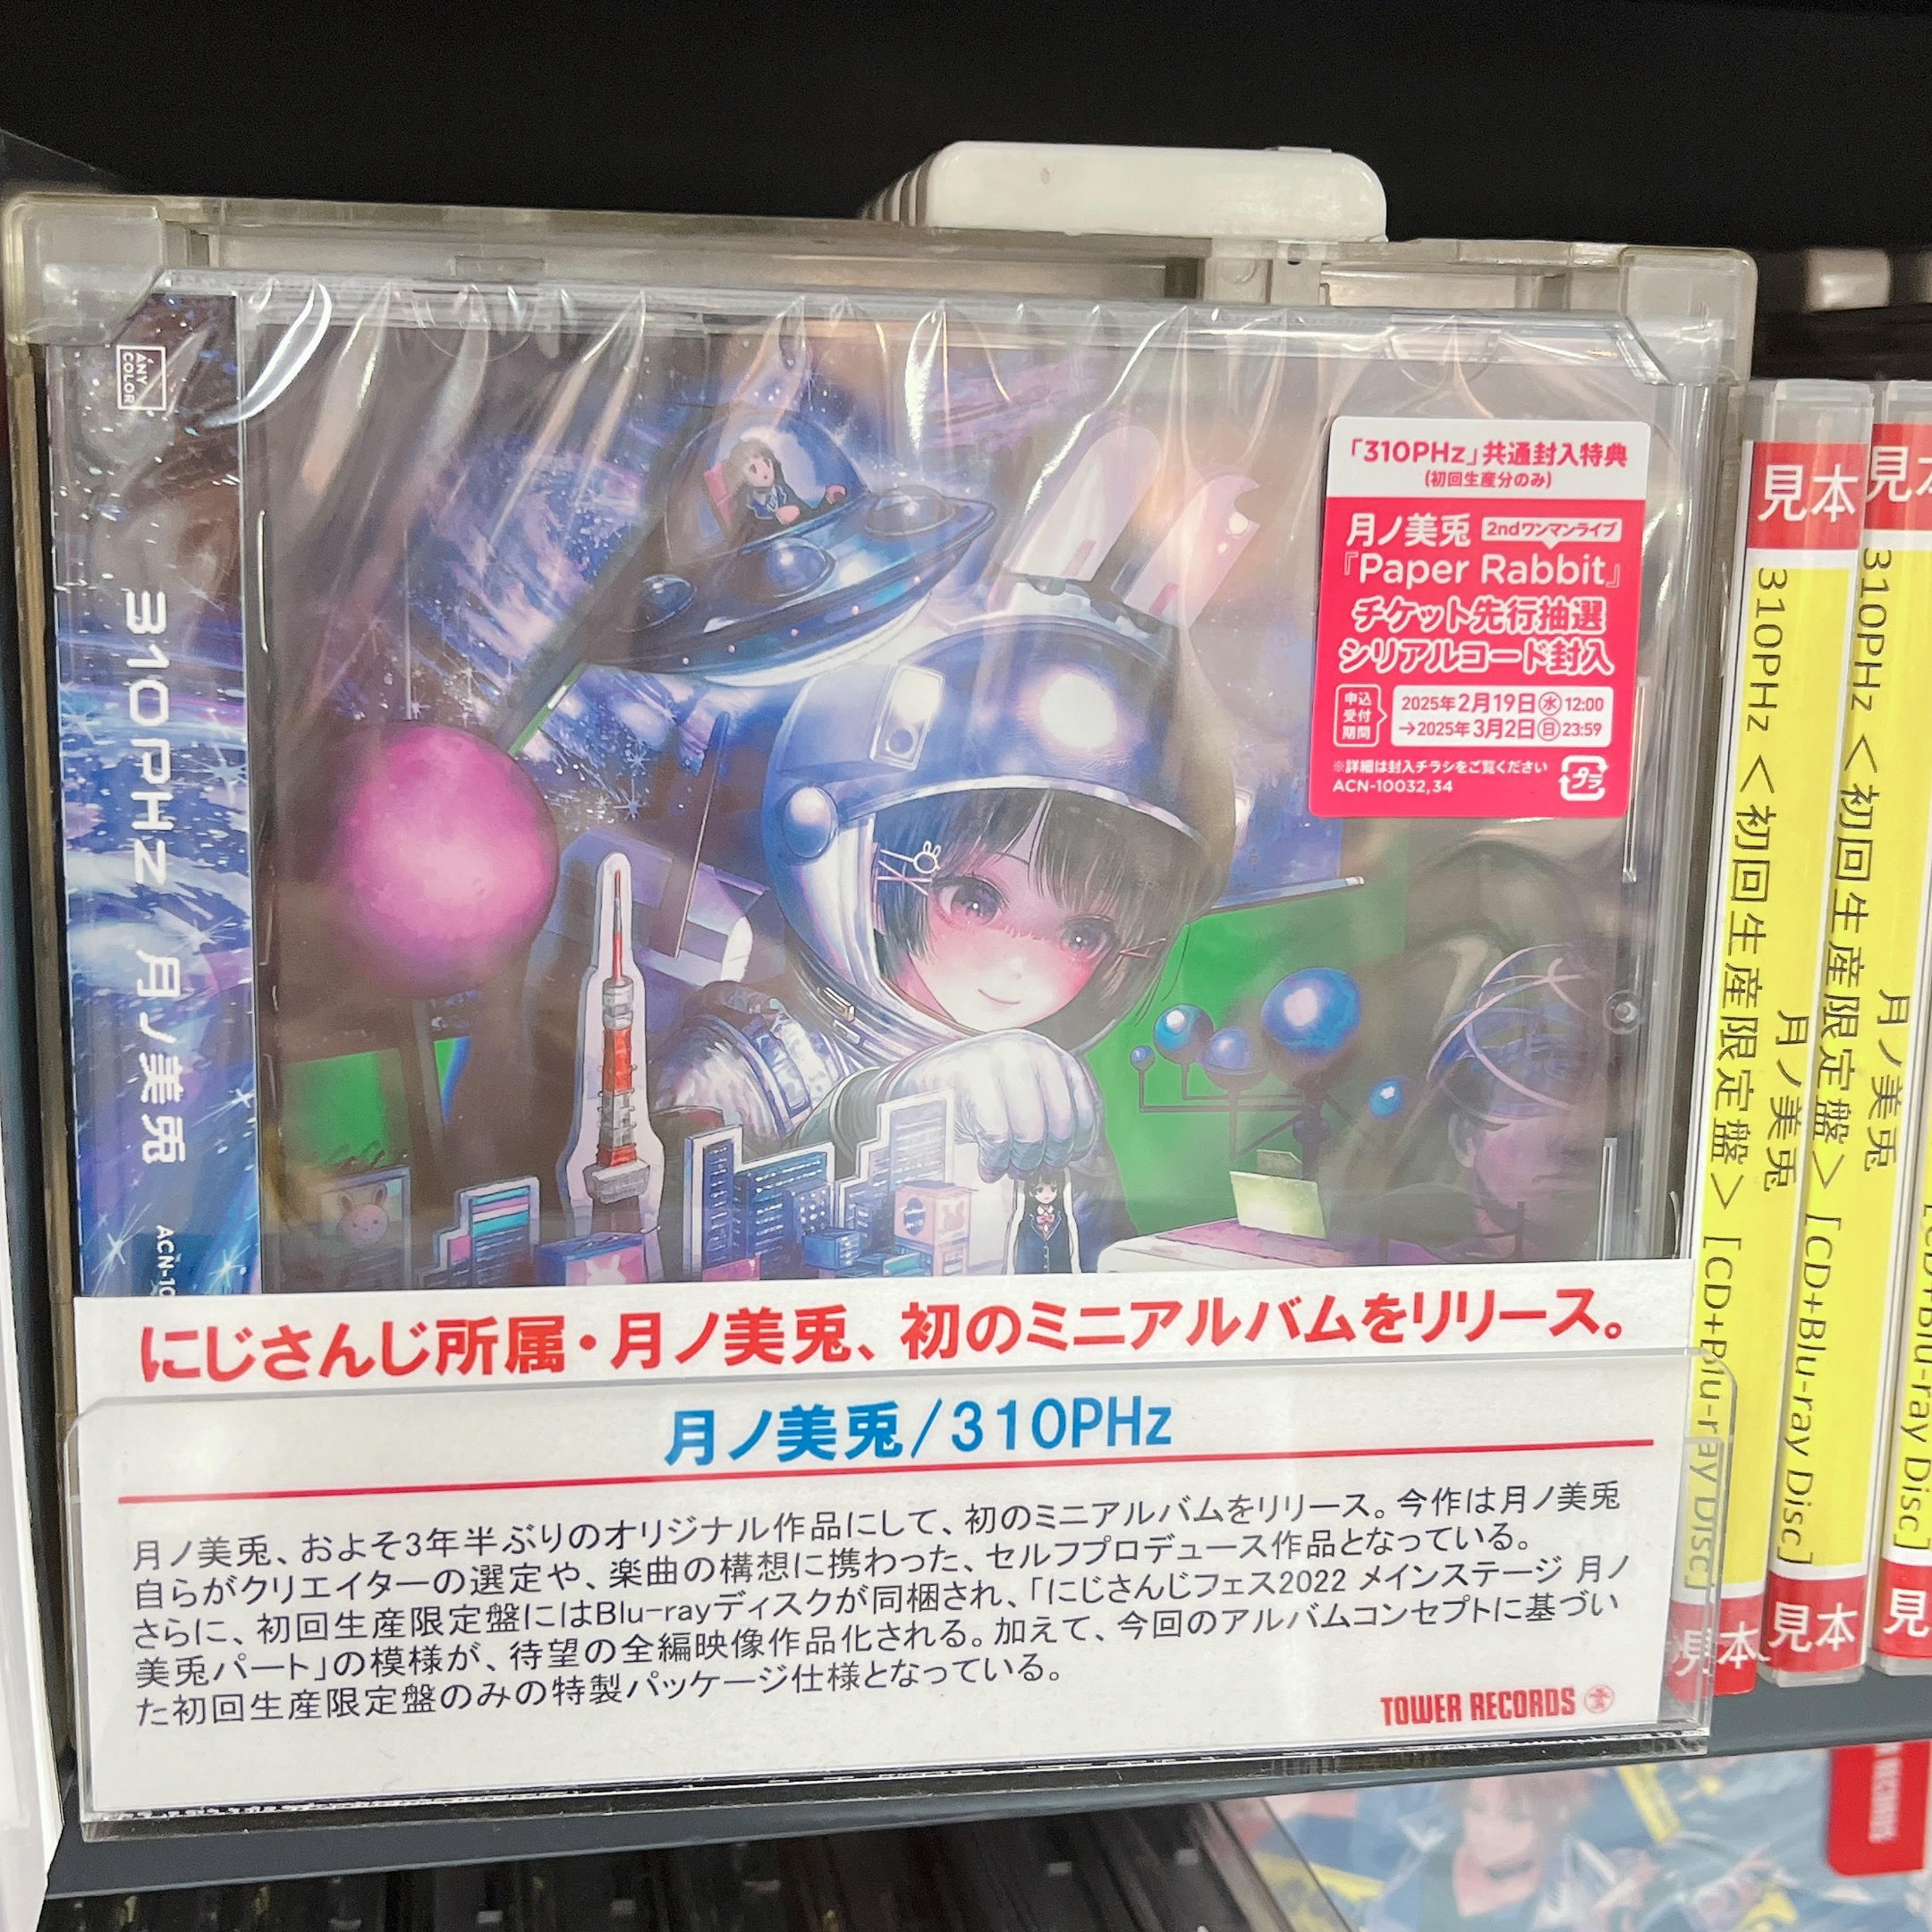 ANY
COLOR
310PHz 月ノ美兎
「310PHz」共通封入特典
(初回生産分のみ)
月ノ美兎 2ndワンマンライブ
『Paper Rabbit』
チケット先行抽選
シリアルコード封入
申込
受付
期間
2025年2月19日㊌12:00
→2025年3月2日㊐23:59
※詳細は封入チラシをご覧ください
プラ
ACN-10032,34
にじさんじ所属・月ノ美兎、初のミニアルバムをリリース。
月ノ美兎/310PHz
月ノ美兎、およそ3年半ぶりのオリジナル作品にして、初のミニアルバムをリリース。今作は月ノ美兎
自らがクリエイターの選定や、楽曲の構想に携わった、セルフプロデュース作品となっている。
さらに、初回生産限定盤にはBlu-rayディスクが同梱され、「にじさんじフェス2022 メインステージ 月ノ
美兎パート」の模様が、待望の全編映像作品化される。加えて、今回のアルバムコンセプトに基づい
た初回生産限定盤のみの特製パッケージ仕様となっている。
TOWER RECORDS
見本
310PHz <初回生産限定盤> [CD+Blu-ray Disc]
月ノ美兎
見本
見本
310PHz <初回生産限定盤> [CD+Blu-ray Disc]
月ノ美兎
見本
Blu-ray Disc]